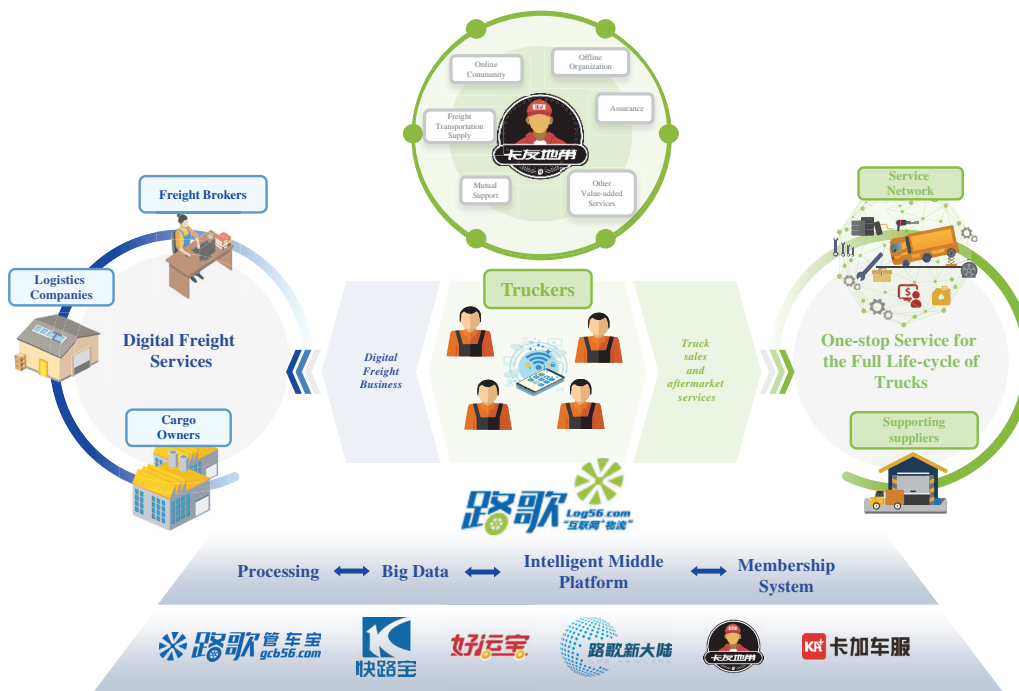 Online
Community
Offline
Organization
Freight
Transportation
Supply
Assurance
Mutual
Support
Other
Value-added
Services
卡友地带
Freight Brokers
Logistics
Companies
Digital Freight
Services
Cargo
Owners
Digital
Freight
Business
Truckers
Truck
sales
and
aftermarket
services
Service
Network
One-stop Service for
the Full Life-cycle of
Trucks
Supporting
suppliers
路歌
Log56.com
"互联网+物流"
Processing
Big Data
Intelligent Middle
Platform
Membership
System
路歌管车宝
gcb56.com
快路宝
好运宝
路歌新大陆
卡友地带
KA+
卡加车服